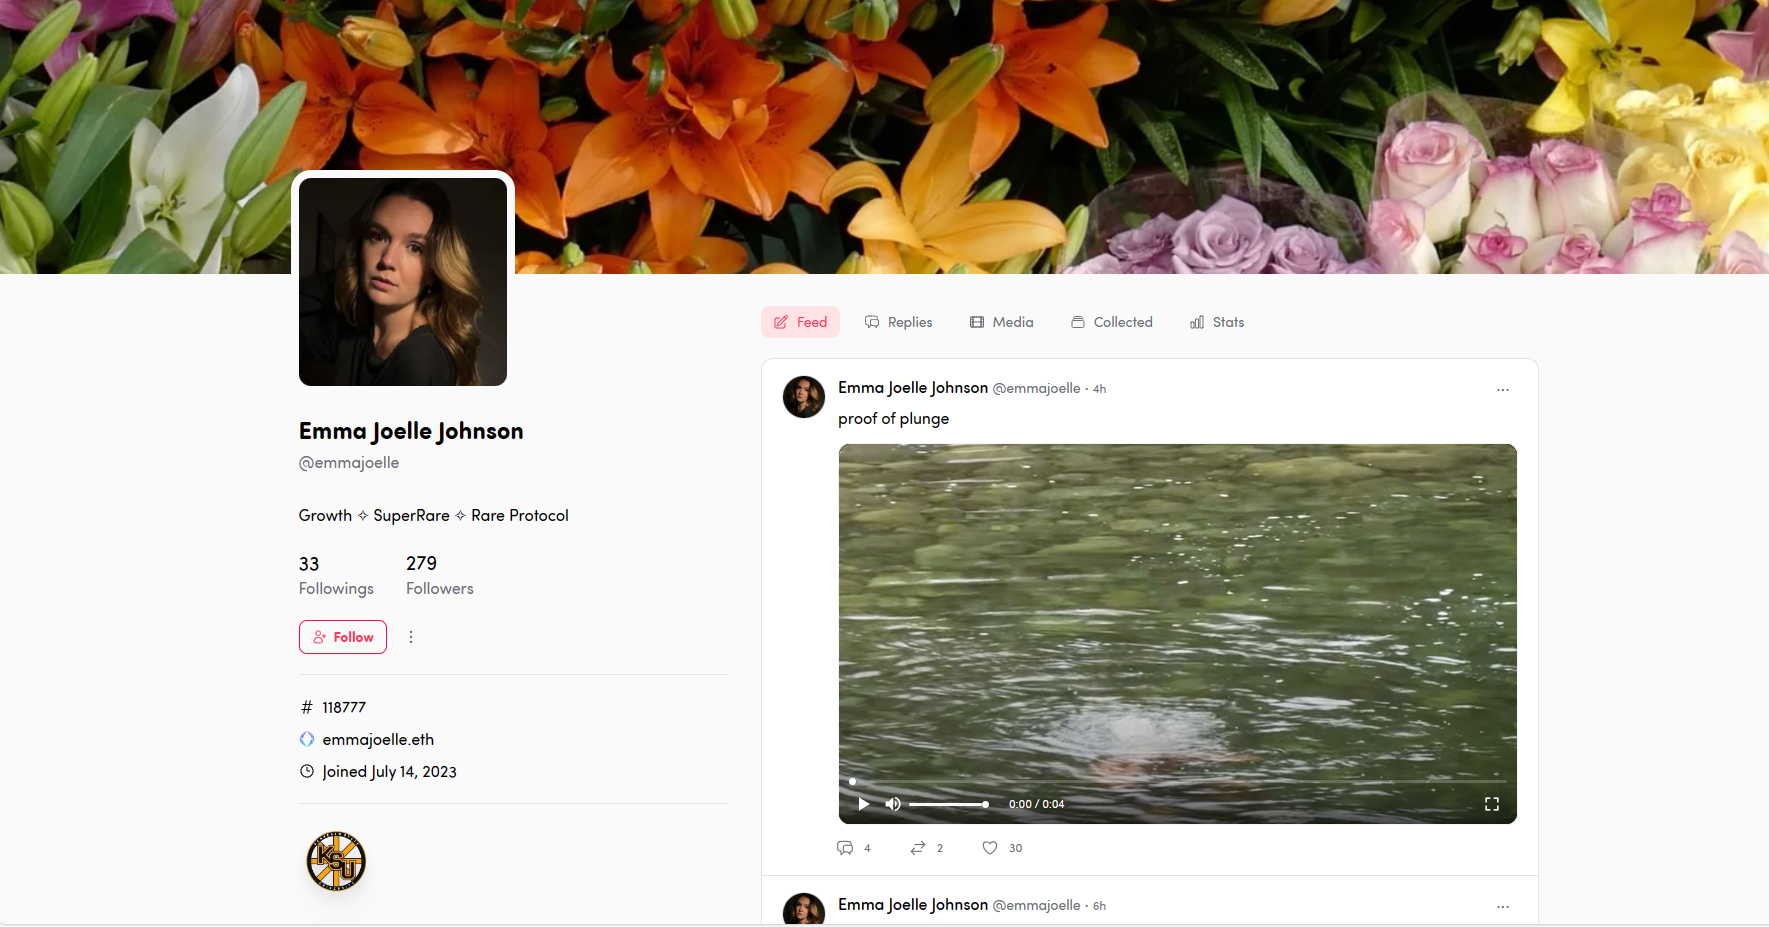 Emma Joelle Johnson
@emmajoelle
Growth ✧ SuperRare ✧ Rare Protocol
33 Followings
279 Followers
Follow
# 118777
emmajoelle.eth
Joined July 14, 2023
KSU
Feed Replies Media Collected Stats
Emma Joelle Johnson @emmajoelle · 4h
proof of plunge
0:00 / 0:04
4 2 30
Emma Joelle Johnson @emmajoelle · 6h